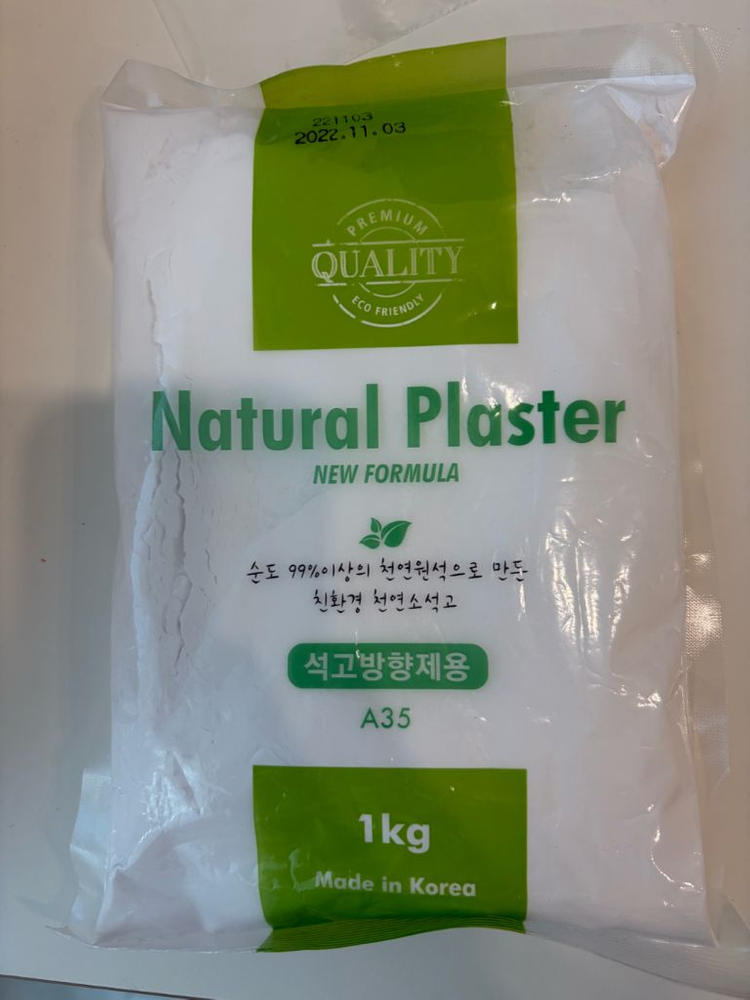 221103
2022.11.03
PREMIUM
QUALITY
ECO FRIENDLY
Natural Plaster
NEW FORMULA
순도 99%이상의 천연원석으로 만든
친환경 천연소석고
석고방향제용
A35
1kg
Made in Korea